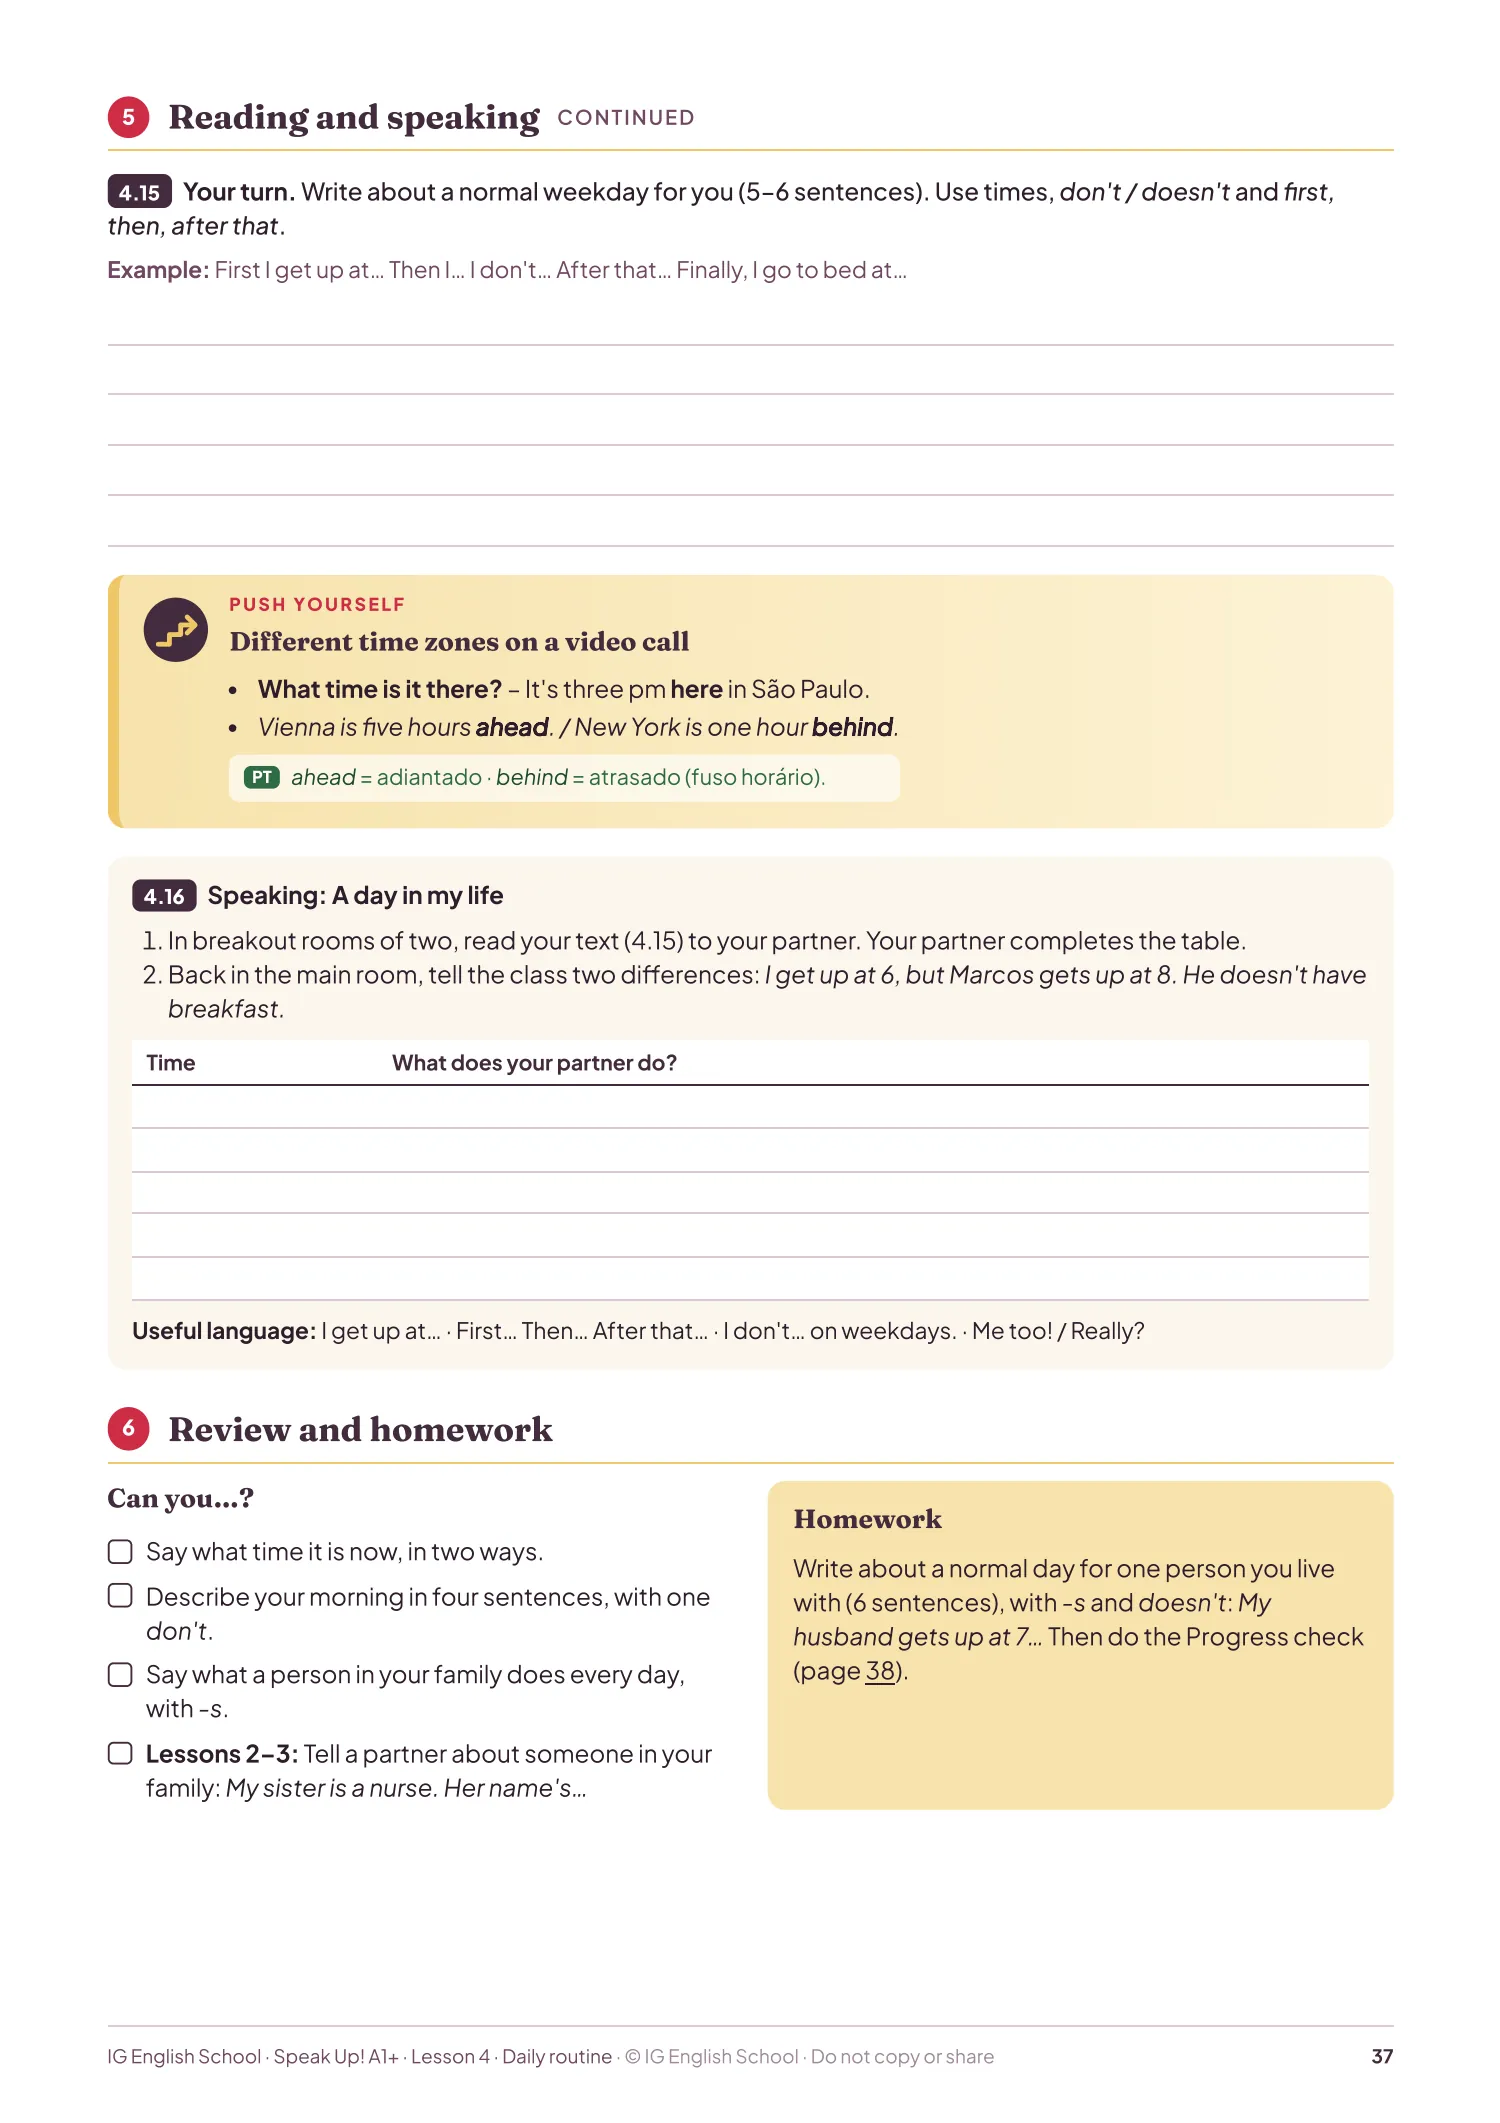 5 Reading and speaking CONTINUED
4.15 Your turn. Write about a normal weekday for you (5–6 sentences). Use times, don't / doesn't and first,
then, after that.
Example: First I get up at… Then I… I don't… After that… Finally, I go to bed at…
PUSH YOURSELF
Different time zones on a video call
• What time is it there? – It's three pm here in São Paulo.
• Vienna is five hours ahead. / New York is one hour behind.
PT ahead = adiantado · behind = atrasado (fuso horário).
4.16 Speaking: A day in my life
1. In breakout rooms of two, read your text (4.15) to your partner. Your partner completes the table.
2. Back in the main room, tell the class two differences: I get up at 6, but Marcos gets up at 8. He doesn't have
breakfast.
Time What does your partner do?
Useful language: I get up at… · First… Then… After that… · I don't… on weekdays. · Me too! / Really?
6 Review and homework
Can you…?
Say what time it is now, in two ways.
Describe your morning in four sentences, with one
don't.
Say what a person in your family does every day,
with -s.
Lessons 2–3: Tell a partner about someone in your
family: My sister is a nurse. Her name's…
Homework
Write about a normal day for one person you live
with (6 sentences), with -s and doesn't: My
husband gets up at 7… Then do the Progress check
(page 38).
IG English School · Speak Up! A1+ · Lesson 4 · Daily routine · © IG English School · Do not copy or share 37